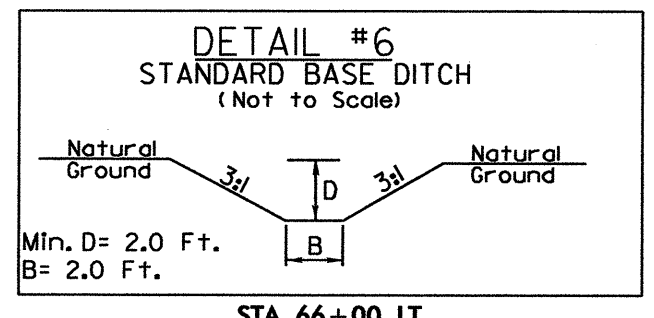 DETAIL #6
STANDARD BASE DITCH
(Not to Scale)
Natural
Ground
3:1
D
3:1
Natural
Ground
Min. D= 2.0 Ft.
B
B= 2.0 Ft.
STA 66+00 LT